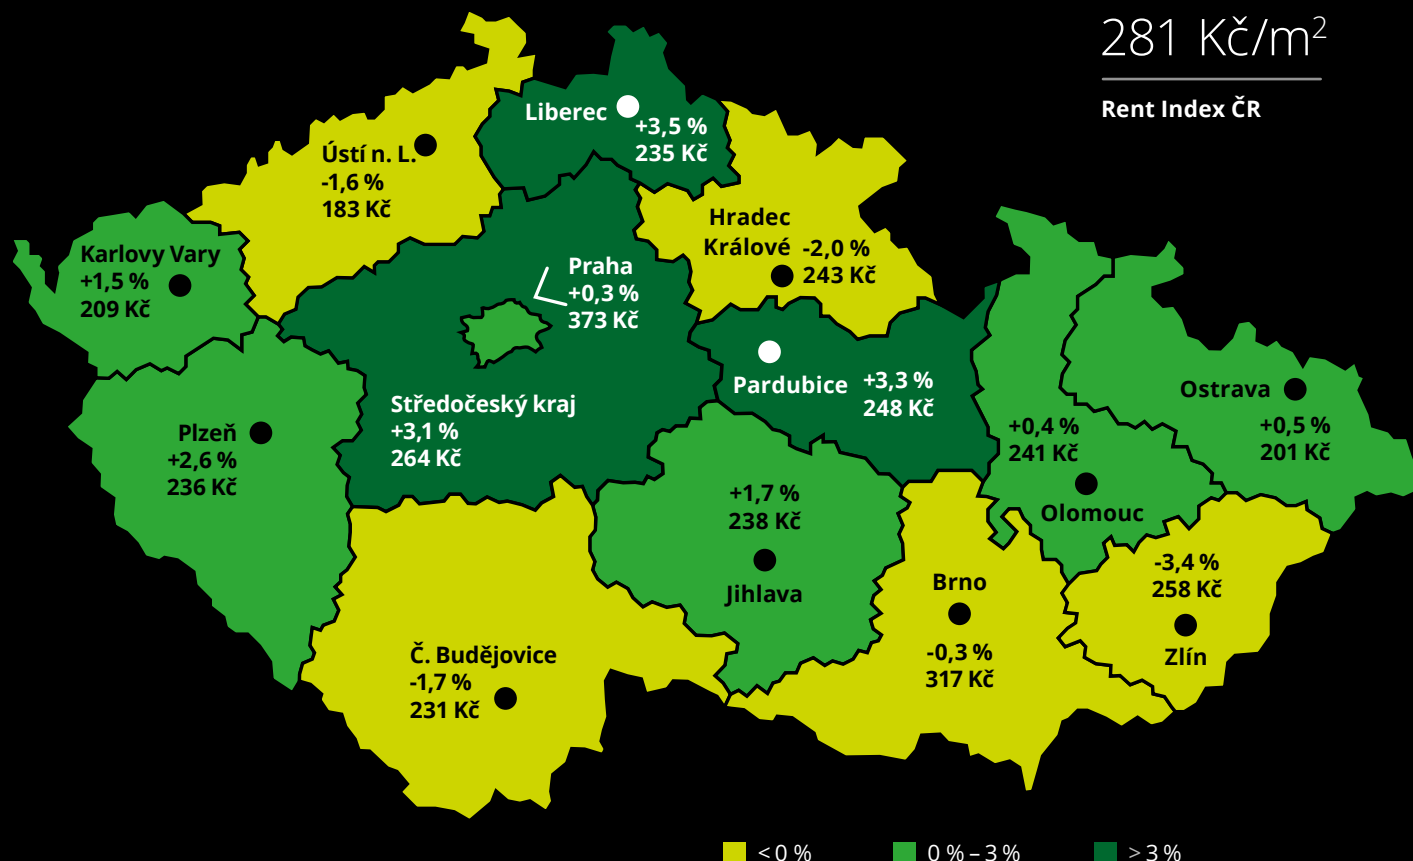 281 Kč/m²
Rent Index ČR
Liberec
+3,5 %
235 Kč
Ústí n. L.
-1,6 %
183 Kč
Hradec
Králové
-2,0 %
243 Kč
Karlovy Vary
+1,5 %
209 Kč
Praha
+0,3 %
373 Kč
Pardubice
+3,3 %
248 Kč
Ostrava
+0,5 %
201 Kč
Středočeský kraj
+3,1 %
264 Kč
Plzeň
+2,6 %
236 Kč
+0,4 %
241 Kč
Olomouc
+1,7 %
238 Kč
Jihlava
Brno
-0,3 %
317 Kč
-3,4 %
258 Kč
Zlín
Č. Budějovice
-1,7 %
231 Kč
< 0 %
0 % – 3 %
> 3 %